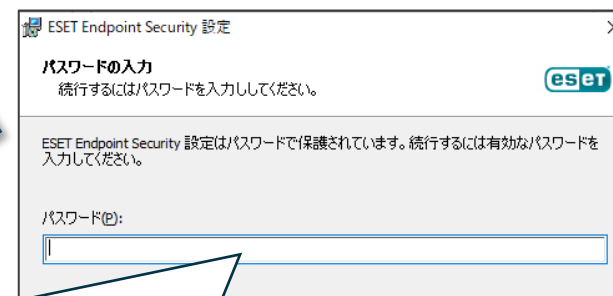 ESET Endpoint Security 設定
パスワードの入力
続行するにはパスワードを入力ししてください。
eset
ESET Endpoint Security 設定はパスワードで保護されています。続行するには有効なパスワードを
入力してください。
パスワード(P):